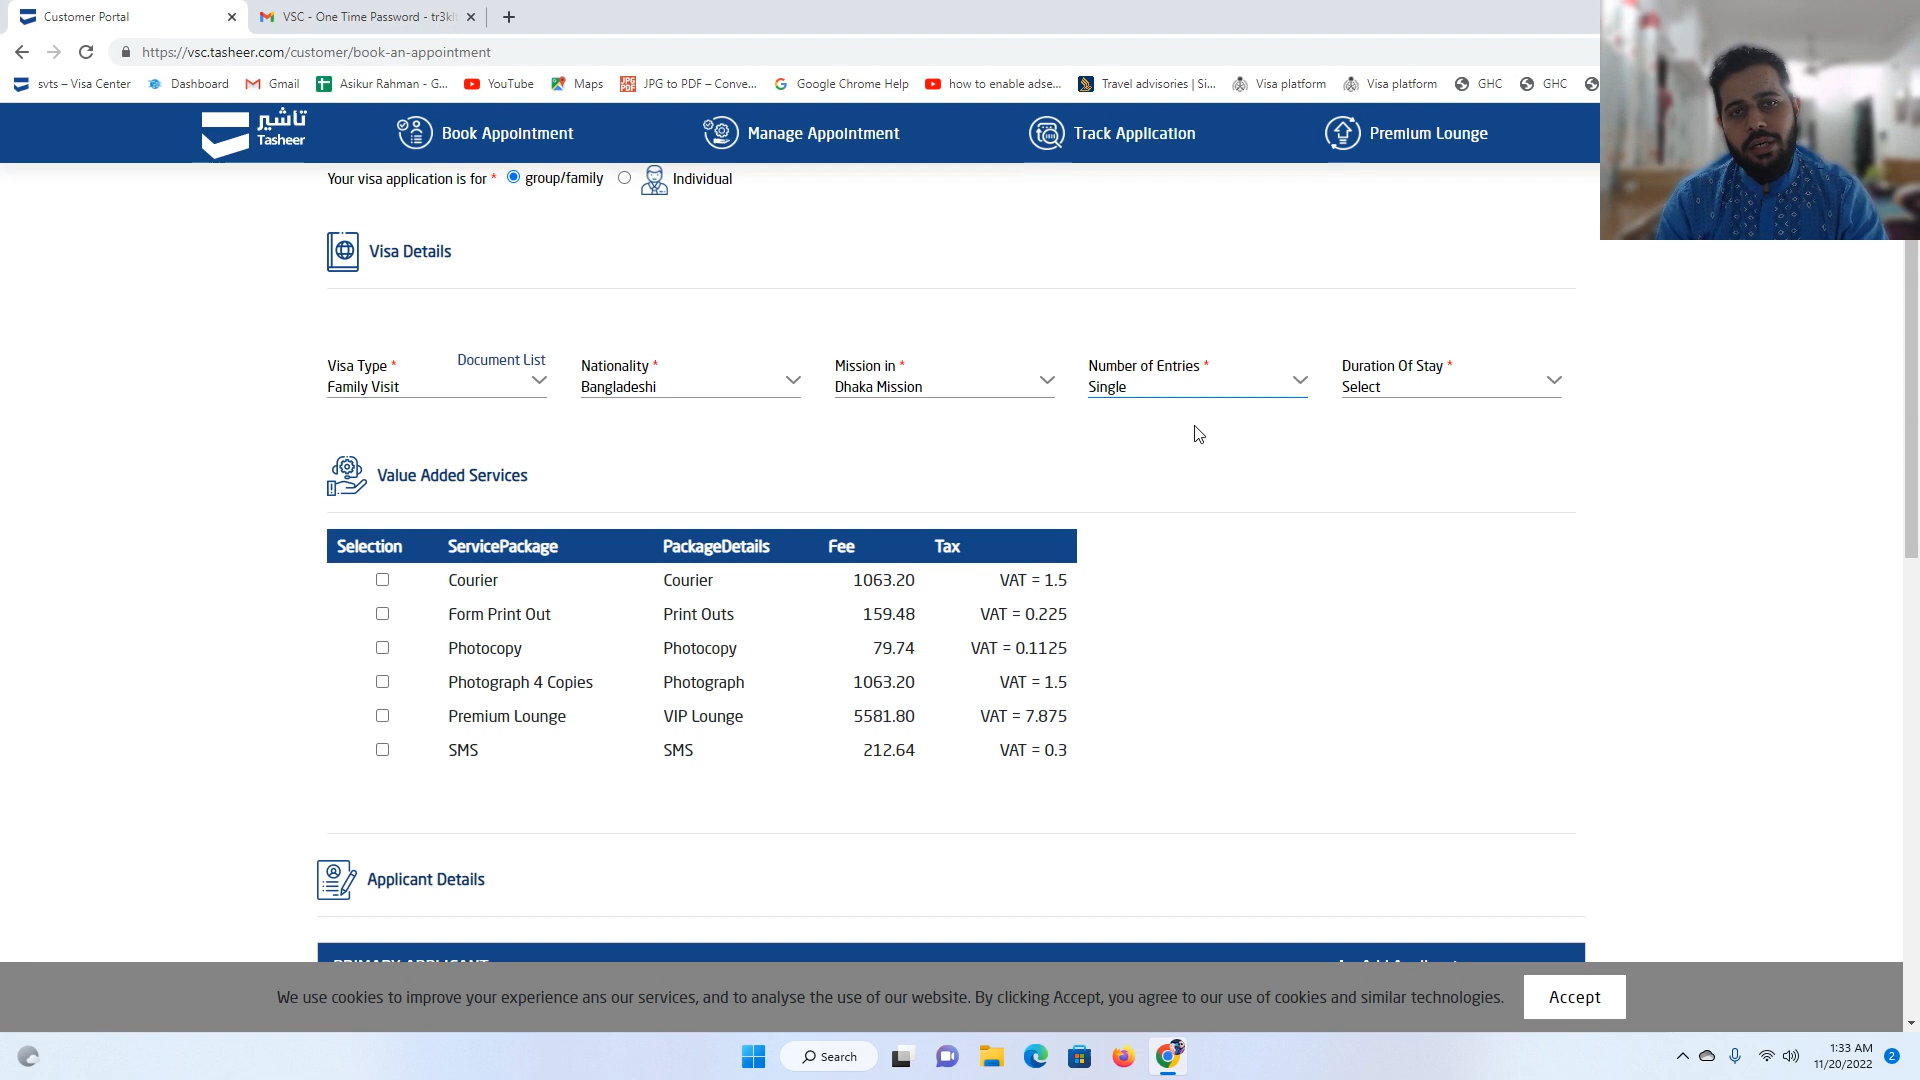 Customer Portal
VSC - One Time Password - tr3kl
https://vsc.tasheer.com/customer/book-an-appointment
svts – Visa Center
Dashboard
Gmail
Asikur Rahman - G...
YouTube
Maps
JPG to PDF – Conve...
Google Chrome Help
how to enable adse...
Travel advisories | Si...
Visa platform
Visa platform
GHC
GHC
تاشير
Tasheer
Book Appointment
Manage Appointment
Track Application
Premium Lounge
Your visa application is for * group/family Individual
Visa Details
Visa Type * Document List Nationality * Mission in * Number of Entries * Duration Of Stay *
Family Visit Bangladeshi Dhaka Mission Single Select
Value Added Services
Selection ServicePackage PackageDetails Fee Tax
Courier Courier 1063.20 VAT = 1.5
Form Print Out Print Outs 159.48 VAT = 0.225
Photocopy Photocopy 79.74 VAT = 0.1125
Photograph 4 Copies Photograph 1063.20 VAT = 1.5
Premium Lounge VIP Lounge 5581.80 VAT = 7.875
SMS SMS 212.64 VAT = 0.3
Applicant Details
We use cookies to improve your experience ans our services, and to analyse the use of our website. By clicking Accept, you agree to our use of cookies and similar technologies.
Accept
Search
1:33 AM
11/20/2022
2